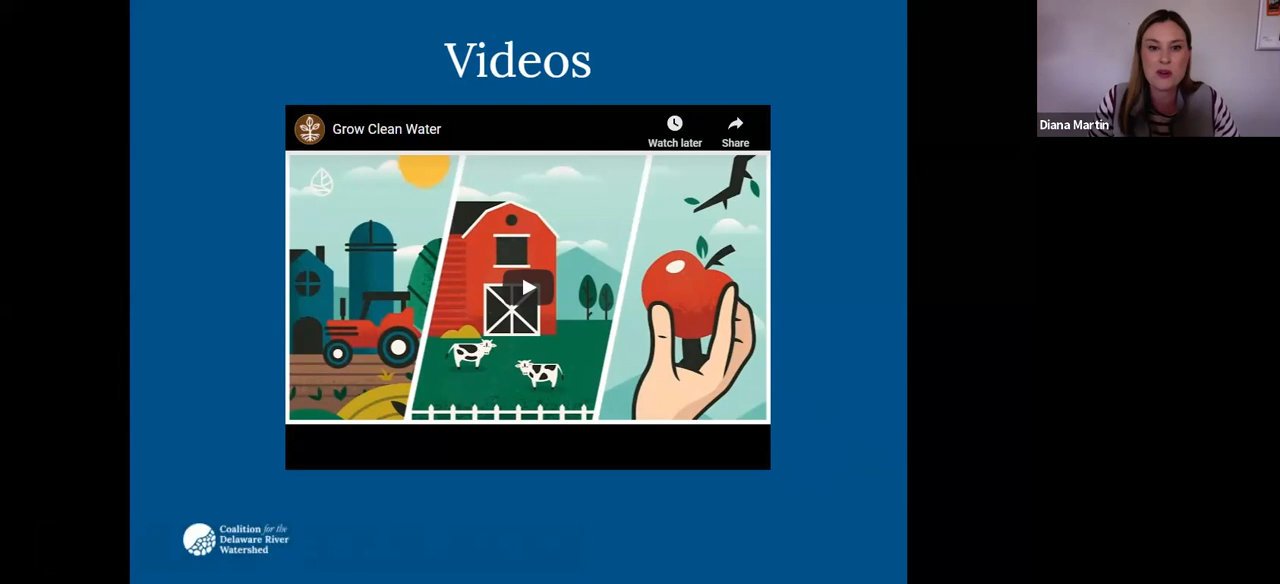 Videos
Grow Clean Water
Watch later
Share
Diana Martin
Coalition for the
Delaware River
Watershed